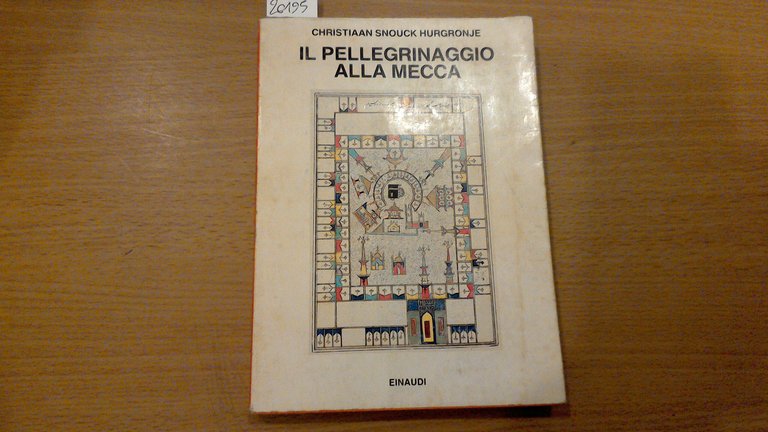 20195
CHRISTIAAN SNOUCK HURGRONJE
IL PELLEGRINAGGIO
ALLA MECCA
EINAUDI